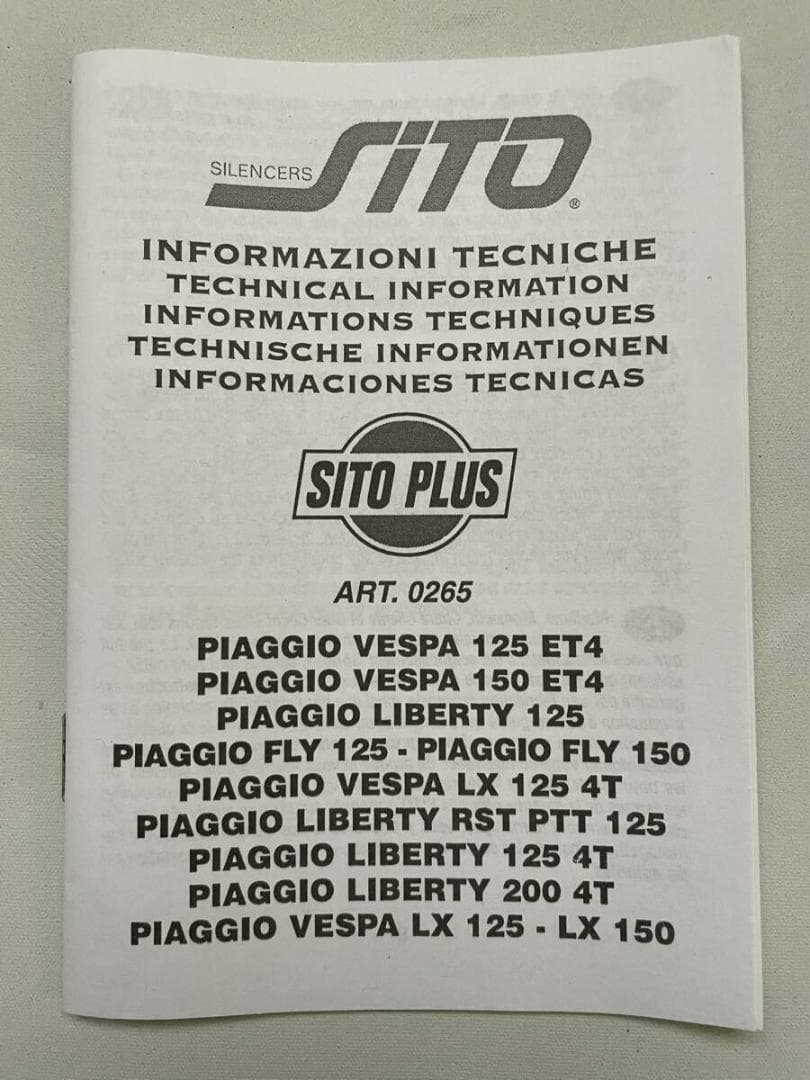 SILENCERS SITO ®
INFORMAZIONI TECNICHE
TECHNICAL INFORMATION
INFORMATIONS TECHNIQUES
TECHNISCHE INFORMATIONEN
INFORMACIONES TECNICAS
SITO PLUS
ART. 0265
PIAGGIO VESPA 125 ET4
PIAGGIO VESPA 150 ET4
PIAGGIO LIBERTY 125
PIAGGIO FLY 125 - PIAGGIO FLY 150
PIAGGIO VESPA LX 125 4T
PIAGGIO LIBERTY RST PTT 125
PIAGGIO LIBERTY 125 4T
PIAGGIO LIBERTY 200 4T
PIAGGIO VESPA LX 125 - LX 150